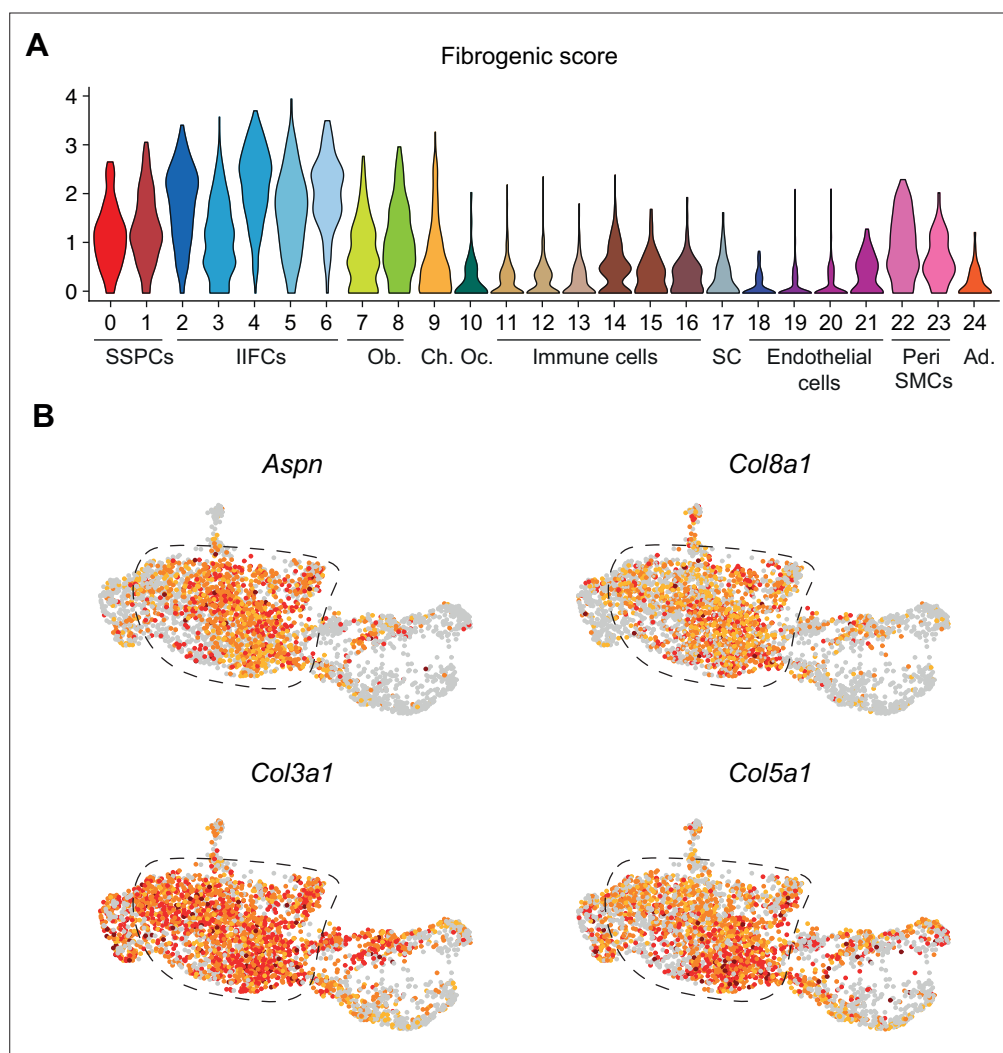 A
Fibrogenic score
4
3
2
1
0
0 1 2 3 4 5 6 7 8 9 10 11 12 13 14 15 16 17 18 19 20 21 22 23 24
SSPCs IIFCs Ob. Ch. Oc. Immune cells SC Endothelial Peri Ad.
cells SMCs
B
Aspn Col8a1
Col3a1 Col5a1